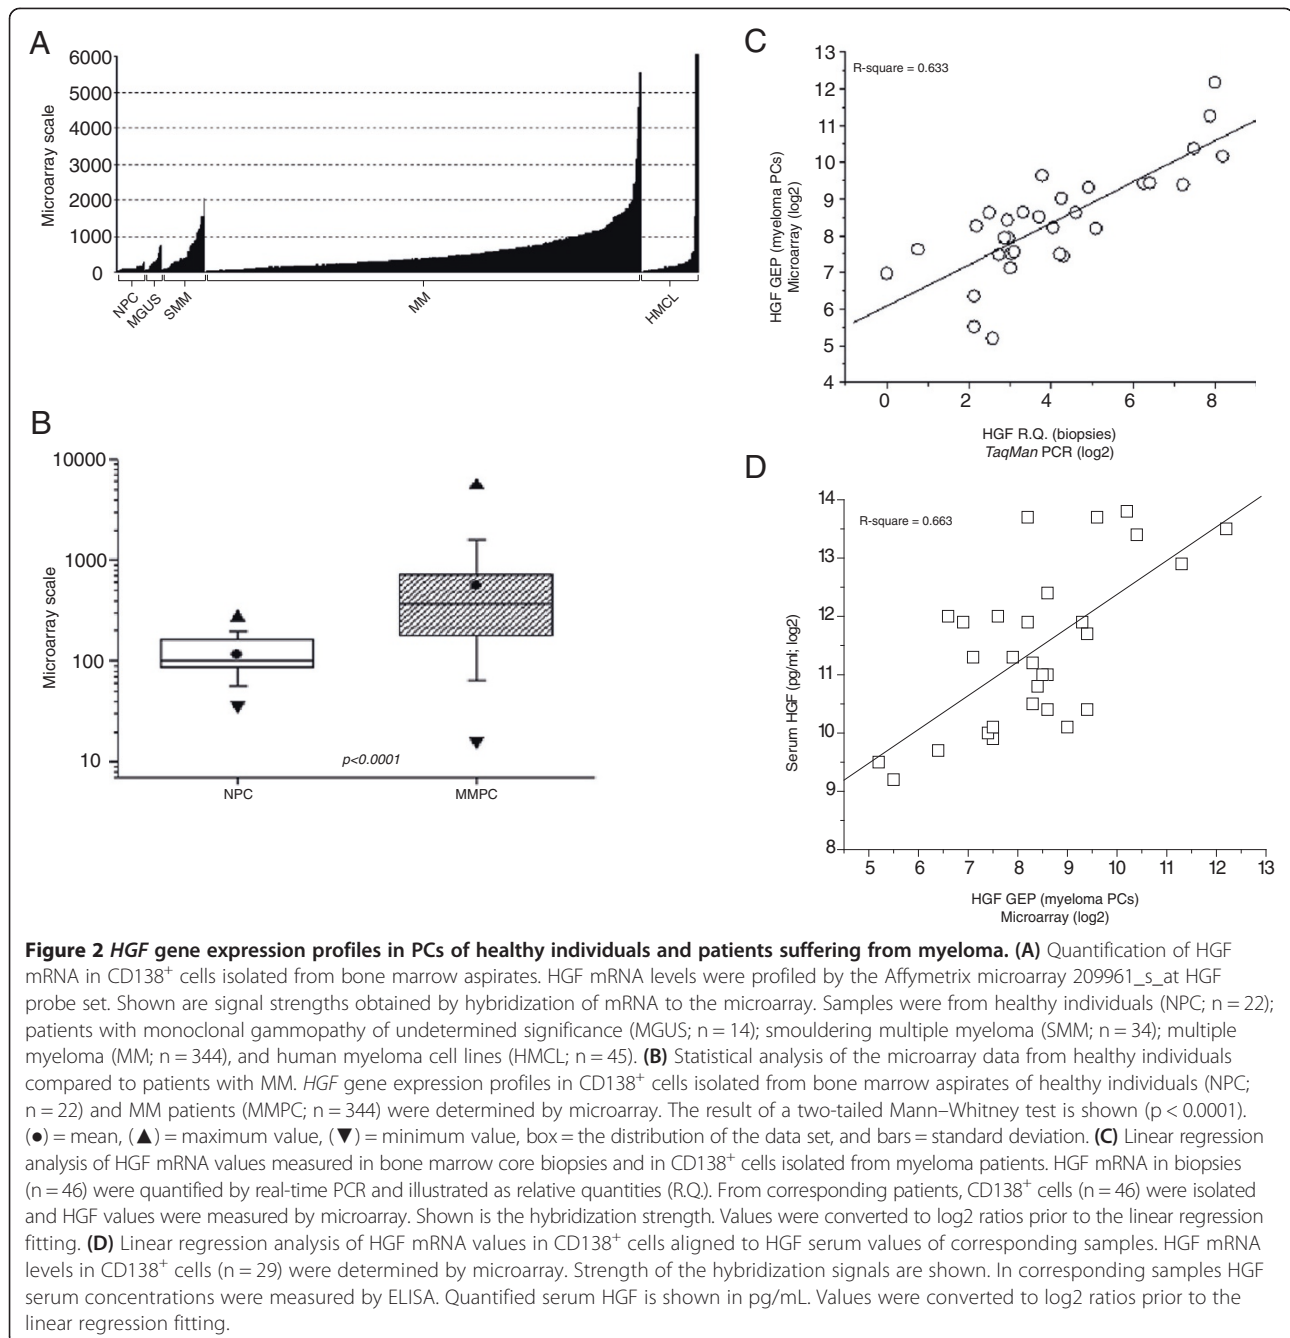 A
6000
5000
4000
3000
2000
1000
0
Microarray scale
NPC
MGUS
SMM
MM
HMCL
B
10000
1000
100
10
Microarray scale
p<0.0001
NPC
MMPC
C
R-square = 0.633
13
12
11
10
9
8
7
6
5
4
HGF GEP (myeloma PCs)
Microarray (log2)
0 2 4 6 8
HGF R.Q. (biopsies)
TaqMan PCR (log2)
D
R-square = 0.663
14
13
12
11
10
9
8
Serum HGF (pg/ml; log2)
5 6 7 8 9 10 11 12 13
HGF GEP (myeloma PCs)
Microarray (log2)
Figure 2 HGF gene expression profiles in PCs of healthy individuals and patients suffering from myeloma. (A) Quantification of HGF
mRNA in CD138+ cells isolated from bone marrow aspirates. HGF mRNA levels were profiled by the Affymetrix microarray 209961_s_at HGF
probe set. Shown are signal strengths obtained by hybridization of mRNA to the microarray. Samples were from healthy individuals (NPC; n = 22);
patients with monoclonal gammopathy of undetermined significance (MGUS; n = 14); smouldering multiple myeloma (SMM; n = 34); multiple
myeloma (MM; n = 344), and human myeloma cell lines (HMCL; n = 45). (B) Statistical analysis of the microarray data from healthy individuals
compared to patients with MM. HGF gene expression profiles in CD138+ cells isolated from bone marrow aspirates of healthy individuals (NPC;
n = 22) and MM patients (MMPC; n = 344) were determined by microarray. The result of a two-tailed Mann–Whitney test is shown (p < 0.0001).
(●) = mean, (▲) = maximum value, (▼) = minimum value, box = the distribution of the data set, and bars = standard deviation. (C) Linear regression
analysis of HGF mRNA values measured in bone marrow core biopsies and in CD138+ cells isolated from myeloma patients. HGF mRNA in biopsies
(n = 46) were quantified by real-time PCR and illustrated as relative quantities (R.Q.). From corresponding patients, CD138+ cells (n = 46) were isolated
and HGF values were measured by microarray. Shown is the hybridization strength. Values were converted to log2 ratios prior to the linear regression
fitting. (D) Linear regression analysis of HGF mRNA values in CD138+ cells aligned to HGF serum values of corresponding samples. HGF mRNA
levels in CD138+ cells (n = 29) were determined by microarray. Strength of the hybridization signals are shown. In corresponding samples HGF
serum concentrations were measured by ELISA. Quantified serum HGF is shown in pg/mL. Values were converted to log2 ratios prior to the
linear regression fitting.